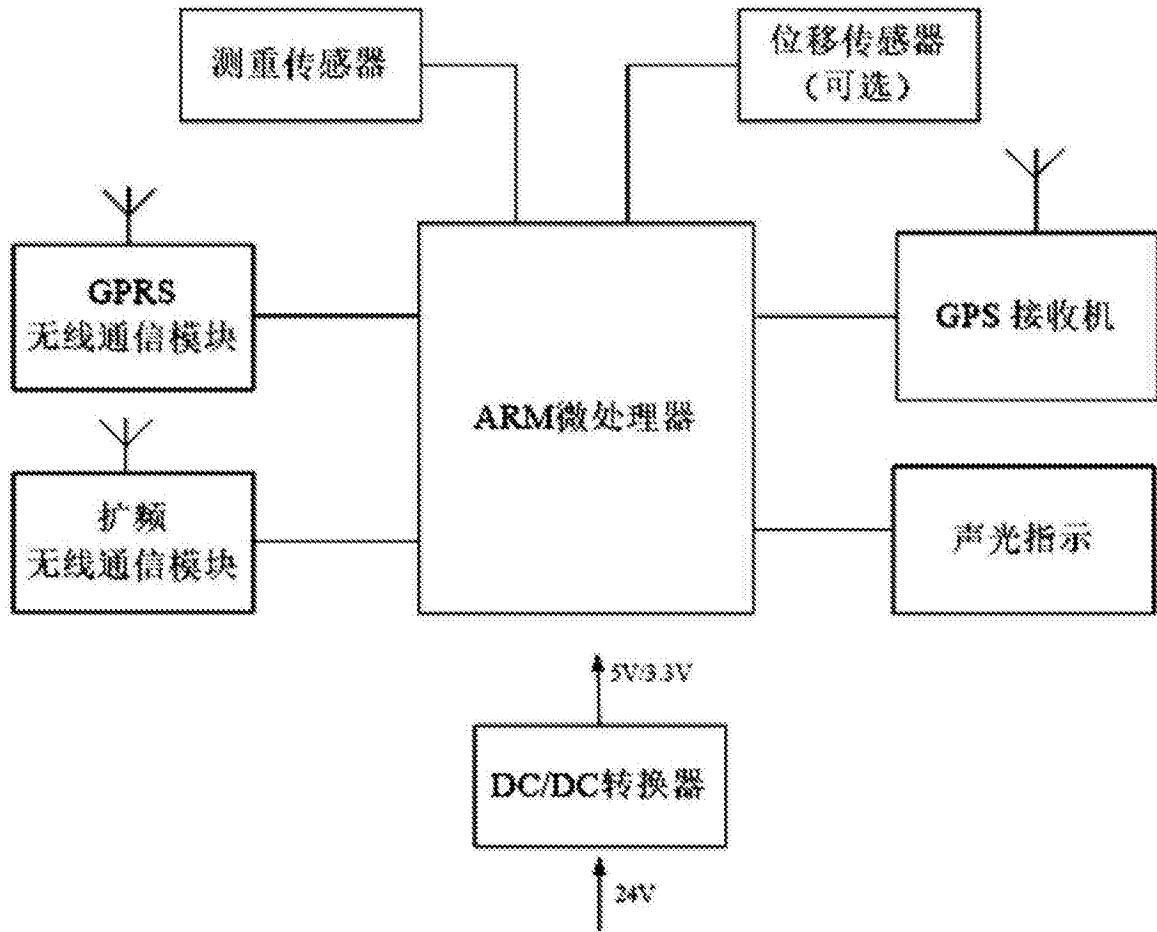 测重传感器
位移传感器
（可选）
GPRS
无线通信模块
GPS 接收机
ARM微处理器
扩频
无线通信模块
声光指示
5V/3.3V
DC/DC转换器
24V